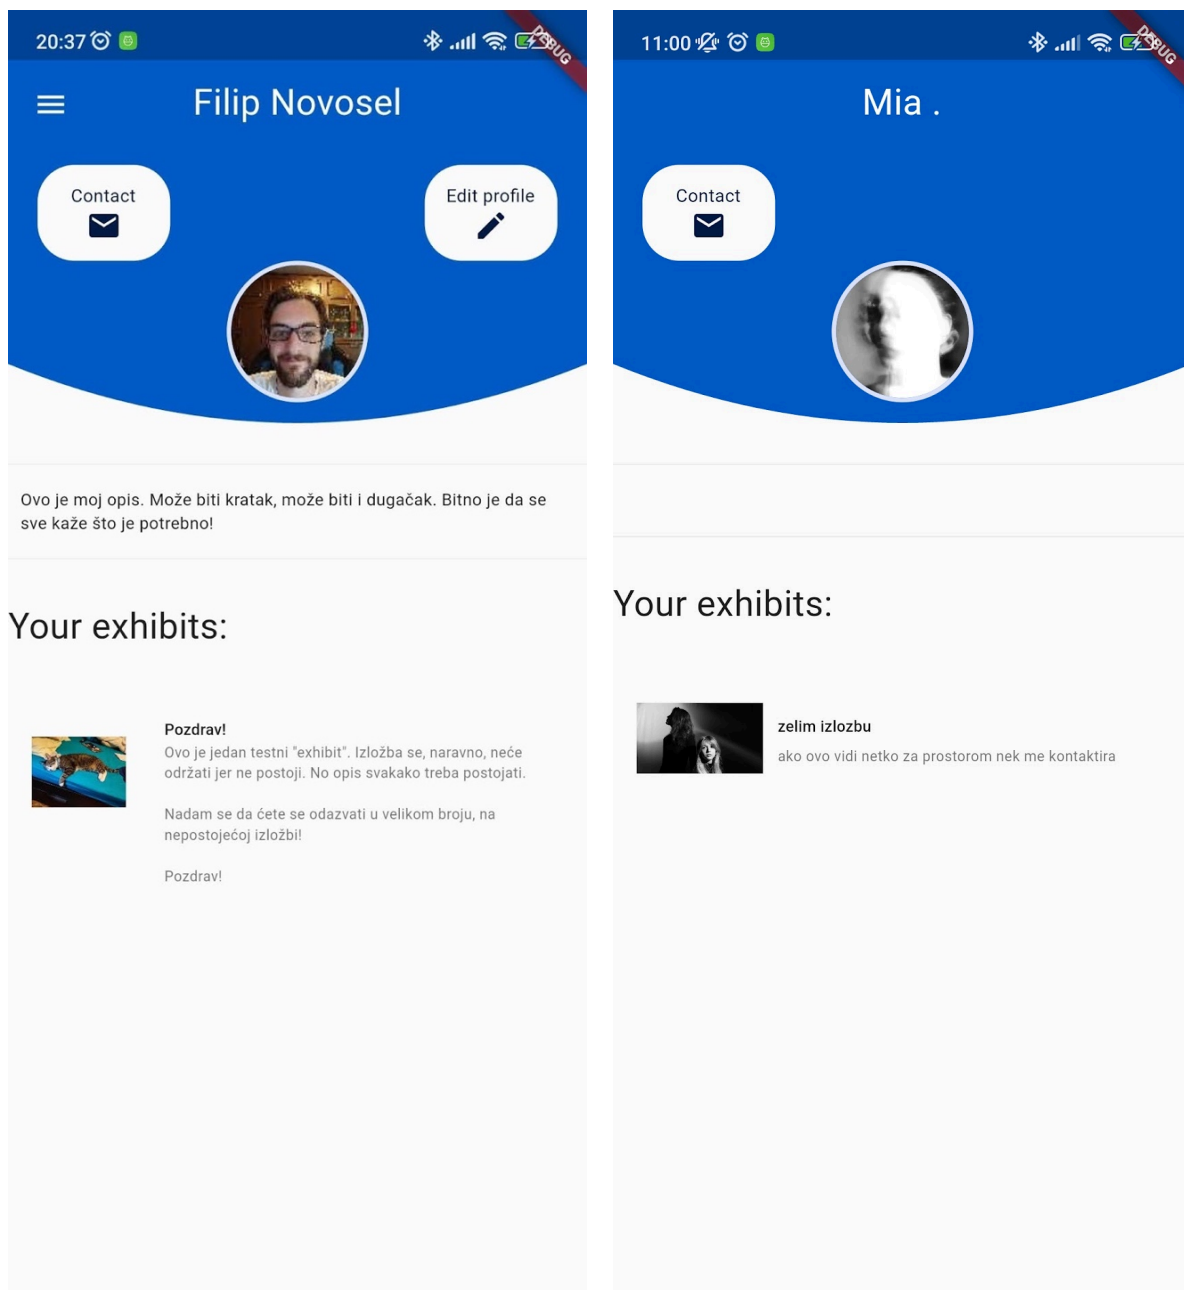 20:37
DEBUG
Filip Novosel
Contact
Edit profile
Ovo je moj opis. Može biti kratak, može biti i dugačak. Bitno je da se
sve kaže što je potrebno!
Your exhibits:
Pozdrav!
Ovo je jedan testni "exhibit". Izložba se, naravno, neće
održati jer ne postoji. No opis svakako treba postojati.
Nadam se da ćete se odazvati u velikom broju, na
nepostojećoj izložbi!
Pozdrav!
11:00
DEBUG
Mia .
Contact
Your exhibits:
zelim izlozbu
ako ovo vidi netko za prostorom nek me kontaktira